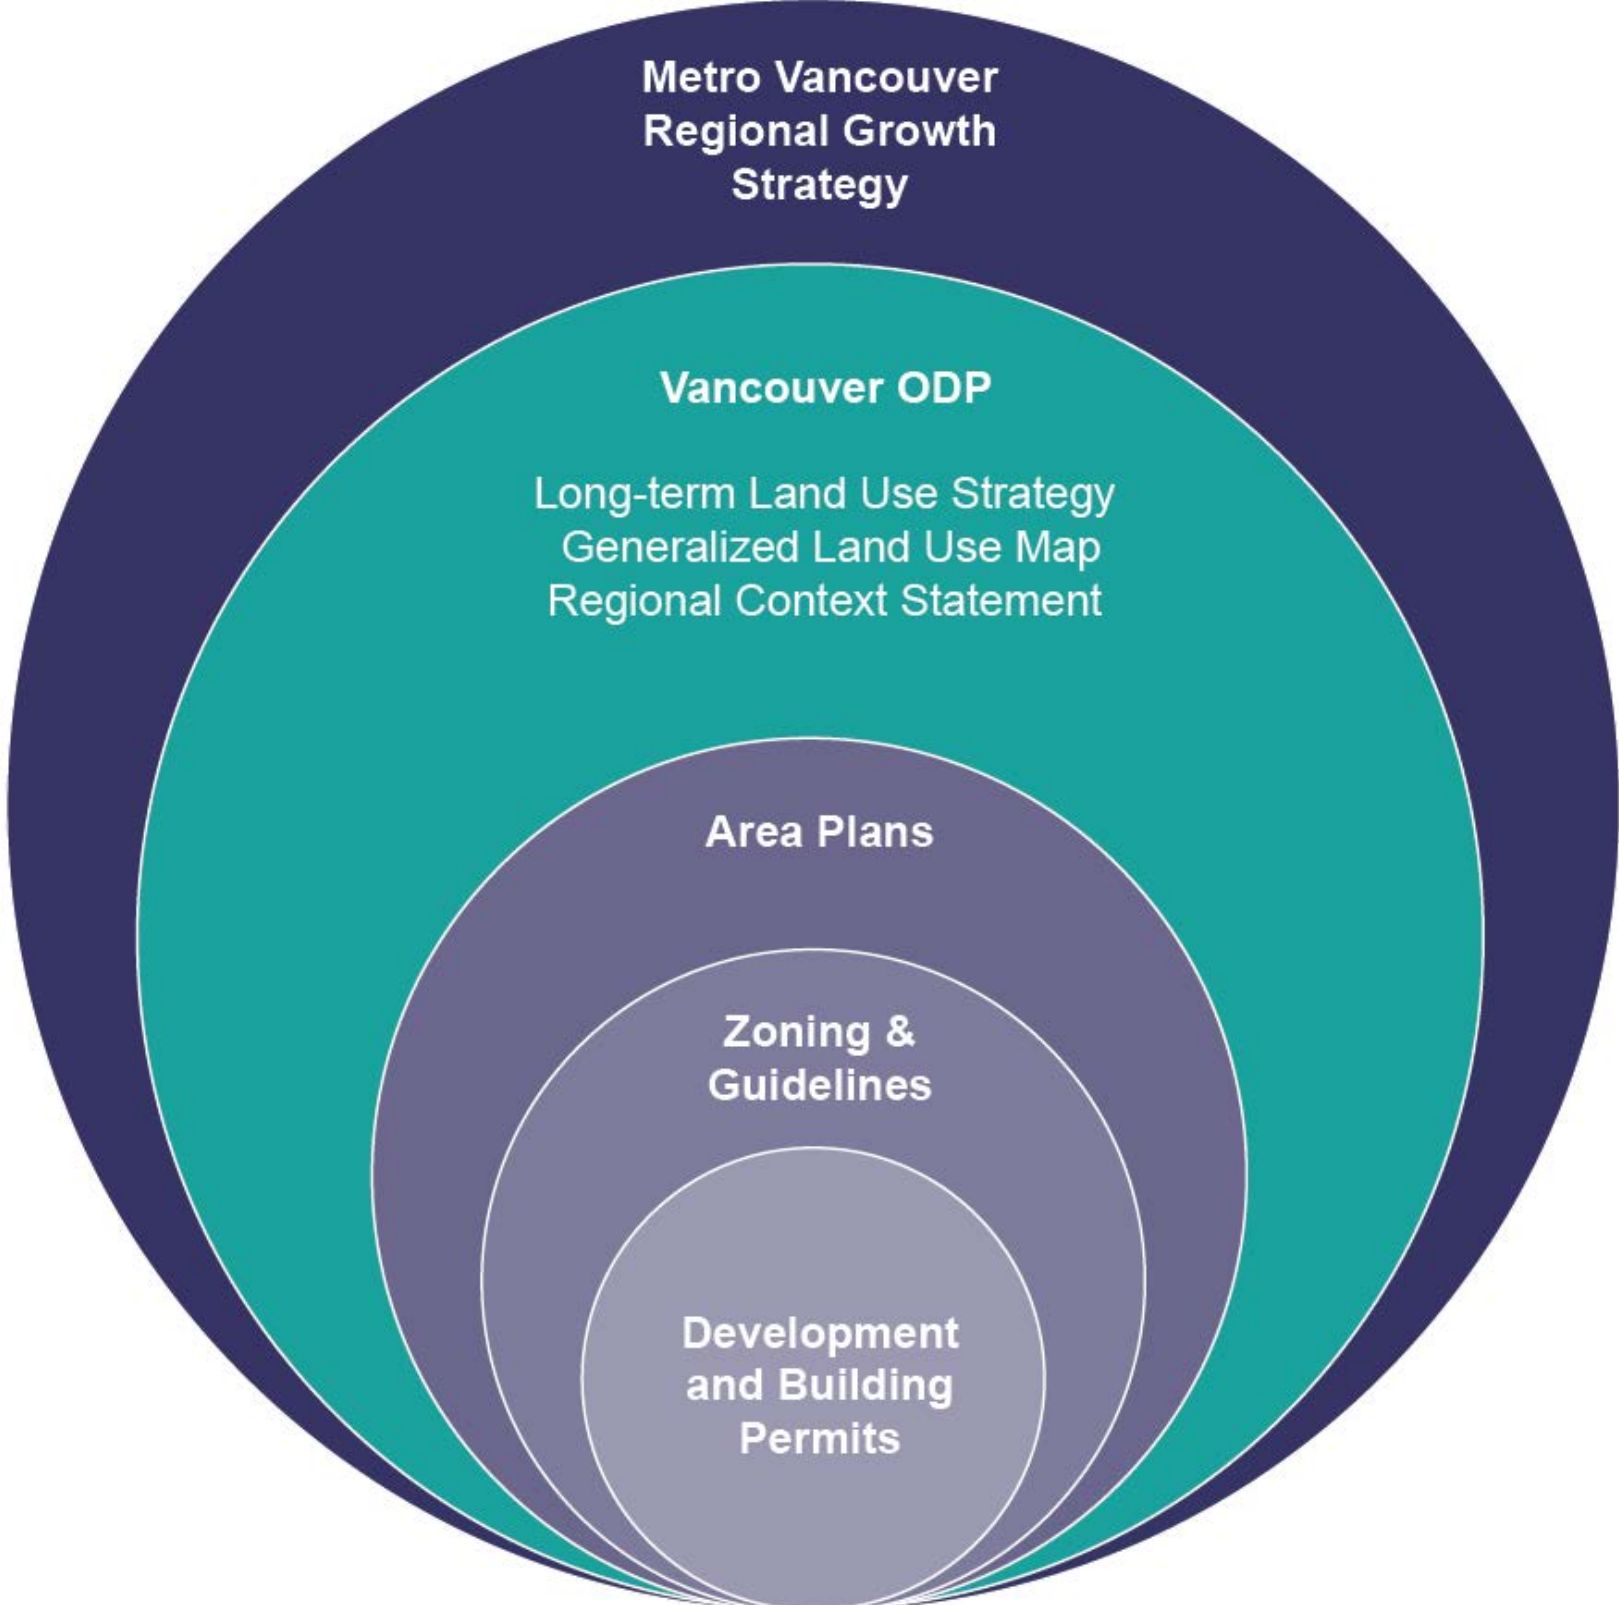 Metro Vancouver
Regional Growth
Strategy
Vancouver ODP
Long-term Land Use Strategy
Generalized Land Use Map
Regional Context Statement
Area Plans
Zoning &
Guidelines
Development
and Building
Permits